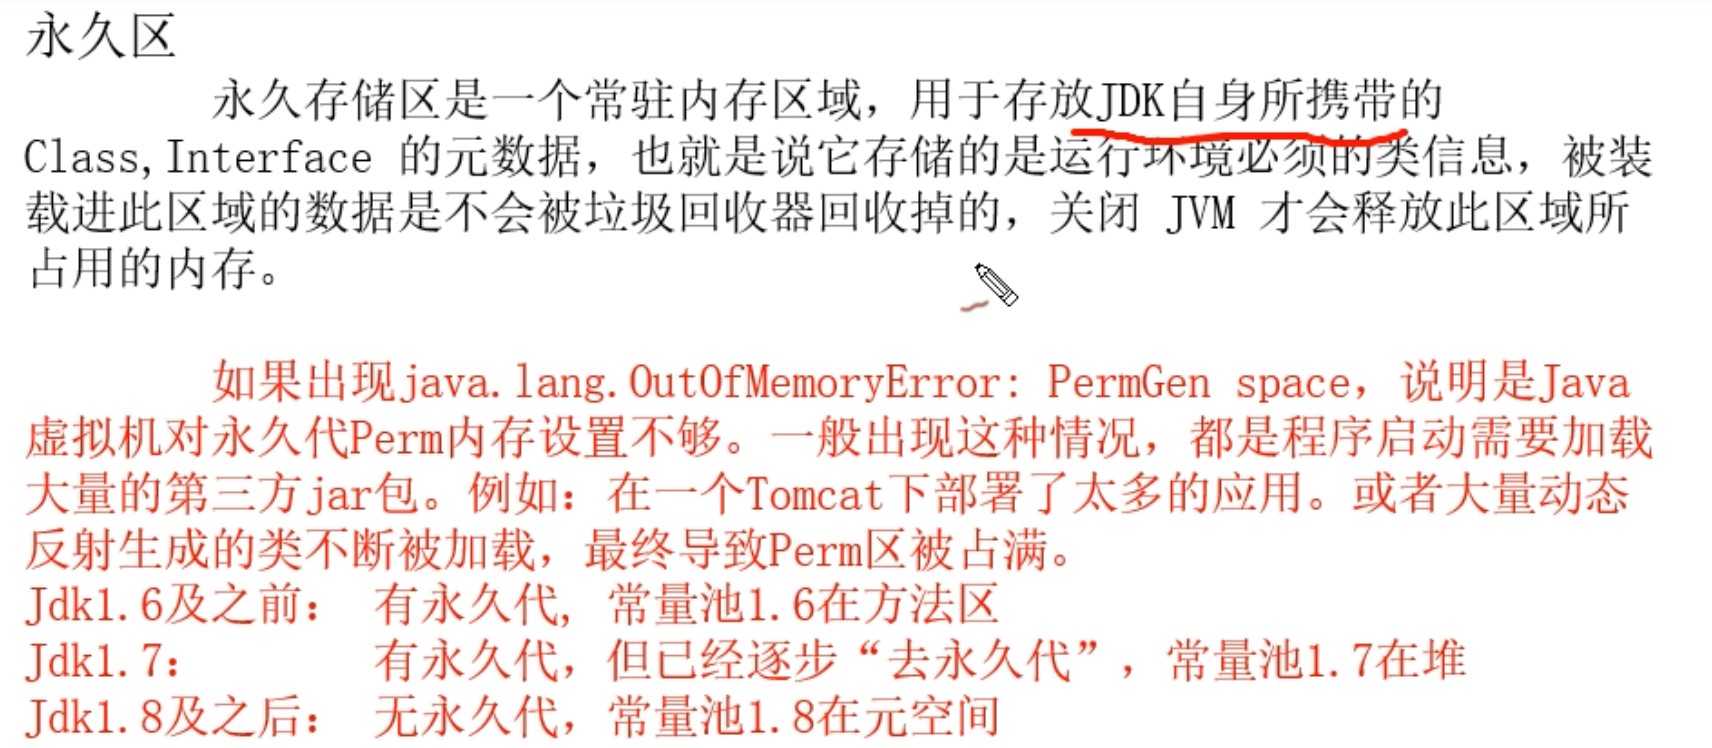 永久区
永久存储区是一个常驻内存区域，用于存放JDK自身所携带的
Class,Interface 的元数据，也就是说它存储的是运行环境必须的类信息，被装
载进此区域的数据是不会被垃圾回收器回收掉的，关闭 JVM 才会释放此区域所
占用的内存。
如果出现java.lang.OutOfMemoryError: PermGen space，说明是Java
虚拟机对永久代Perm内存设置不够。一般出现这种情况，都是程序启动需要加载
大量的第三方jar包。例如：在一个Tomcat下部署了太多的应用。或者大量动态
反射生成的类不断被加载，最终导致Perm区被占满。
Jdk1.6及之前： 有永久代, 常量池1.6在方法区
Jdk1.7： 有永久代，但已经逐步“去永久代”，常量池1.7在堆
Jdk1.8及之后： 无永久代，常量池1.8在元空间